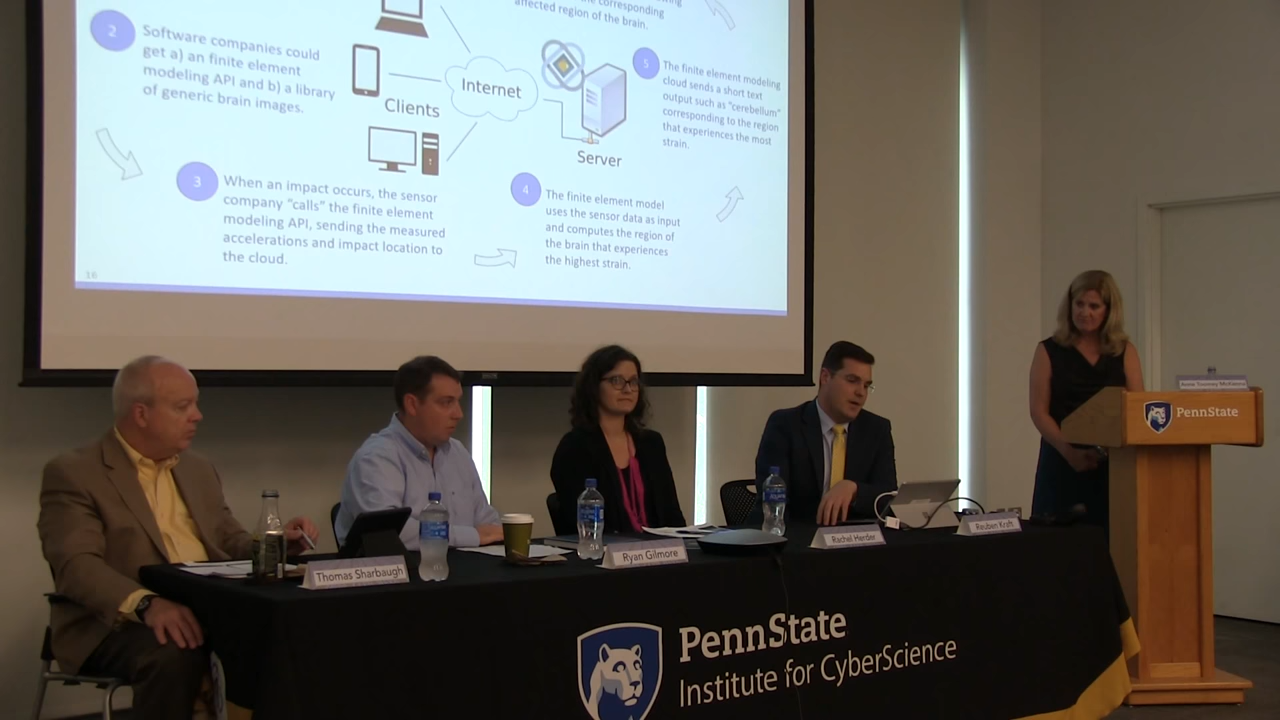 the corresponding
affected region of the brain.
2
Software companies could
get a) an finite element
modeling API and b) a library
of generic brain images.
Clients
Internet
Server
5
The finite element modeling
cloud sends a short text
output such as "cerebellum"
corresponding to the region
that experiences the most
strain.
3
When an impact occurs, the sensor
company "calls" the finite element
modeling API, sending the measured
accelerations and impact location to
the cloud.
4
The finite element model
uses the sensor data as input
and computes the region of
the brain that experiences
the highest strain.
16
PennState
Thomas Sharbaugh
Ryan Gilmore
Rachel Herder
Reuben Kraft
PennState
Institute for CyberScience